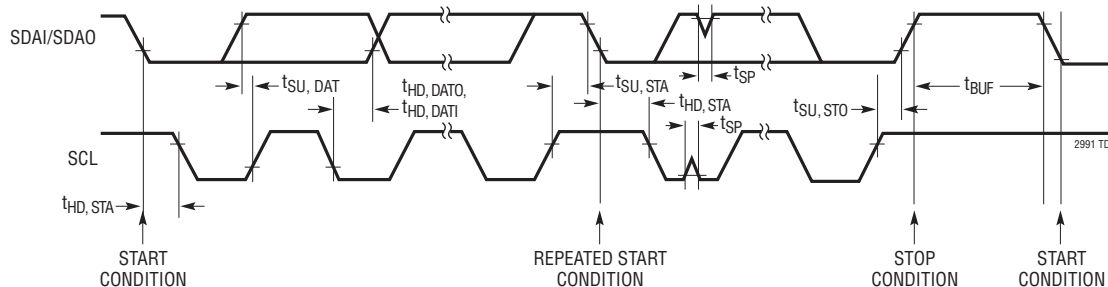 SDAI/SDAO
tSU, DAT
tHD, DATO,
tHD, DATI
tSU, STA
tHD, STA
tSP
tSP
tSU, STO
tBUF
SCL
2991 TD
tHD, STA
START
CONDITION
REPEATED START
CONDITION
STOP
CONDITION
START
CONDITION